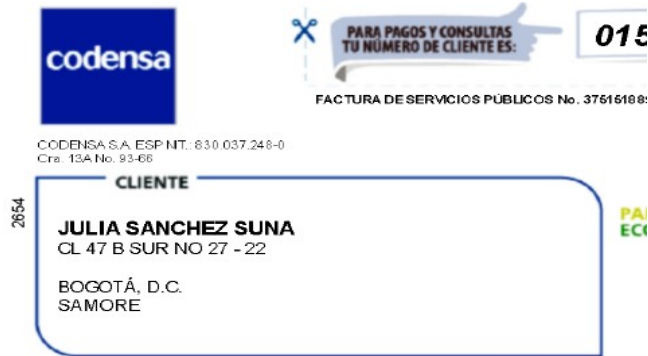 codensa
PARA PAGOS Y CONSULTAS
TU NÚMERO DE CLIENTE ES:
015
FACTURA DE SERVICIOS PÚBLICOS No. 37515188
CODENSA S.A. ESP NIT.: 830.037.248-0
Cra. 13A No. 93-66
CLIENTE
2654
JULIA SANCHEZ SUNA
CL 47 B SUR NO 27 - 22
BOGOTÁ, D.C.
SAMORE